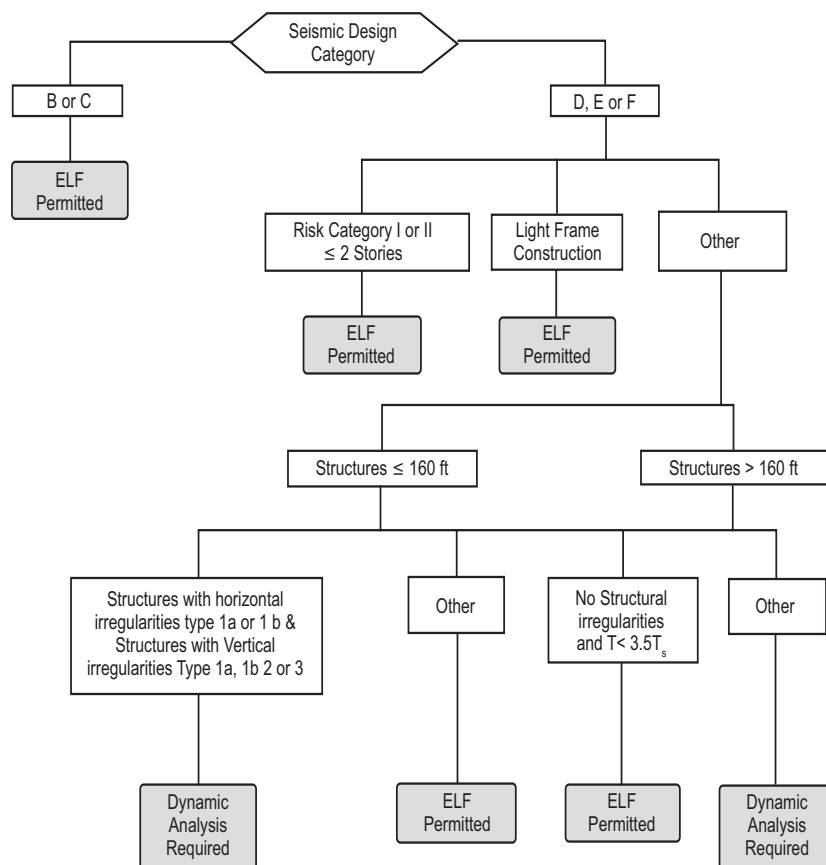 Seismic Design
Category
B or C
D, E or F
ELF
Permitted
Risk Category I or II
≤ 2 Stories
Light Frame
Construction
Other
ELF
Permitted
ELF
Permitted
Structures ≤ 160 ft
Structures > 160 ft
Structures with horizontal
irregularities type 1a or 1 b &
Structures with Vertical
irregularities Type 1a, 1b 2 or 3
Other
No Structural
irregularities
and T< 3.5Ts
Other
Dynamic
Analysis
Required
ELF
Permitted
ELF
Permitted
Dynamic
Analysis
Required